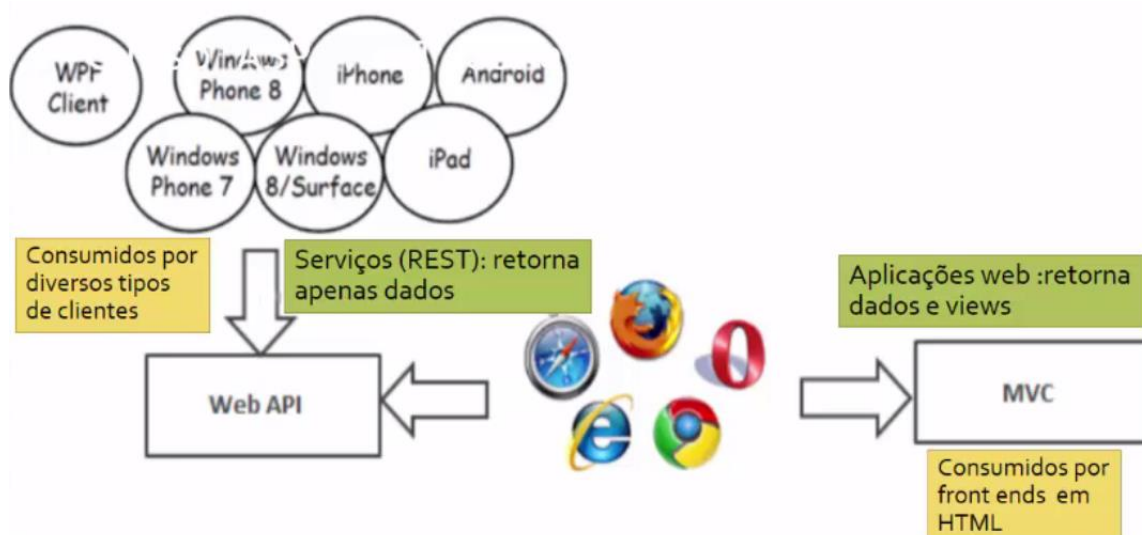 WPF
Client
Windows
Phone 8
iPhone
Android
Windows
Phone 7
Windows
8/Surface
iPad
Consumidos por
diversos tipos
de clientes
Serviços (REST): retorna
apenas dados
Aplicações web :retorna
dados e views
Web API
MVC
Consumidos por
front ends em
HTML